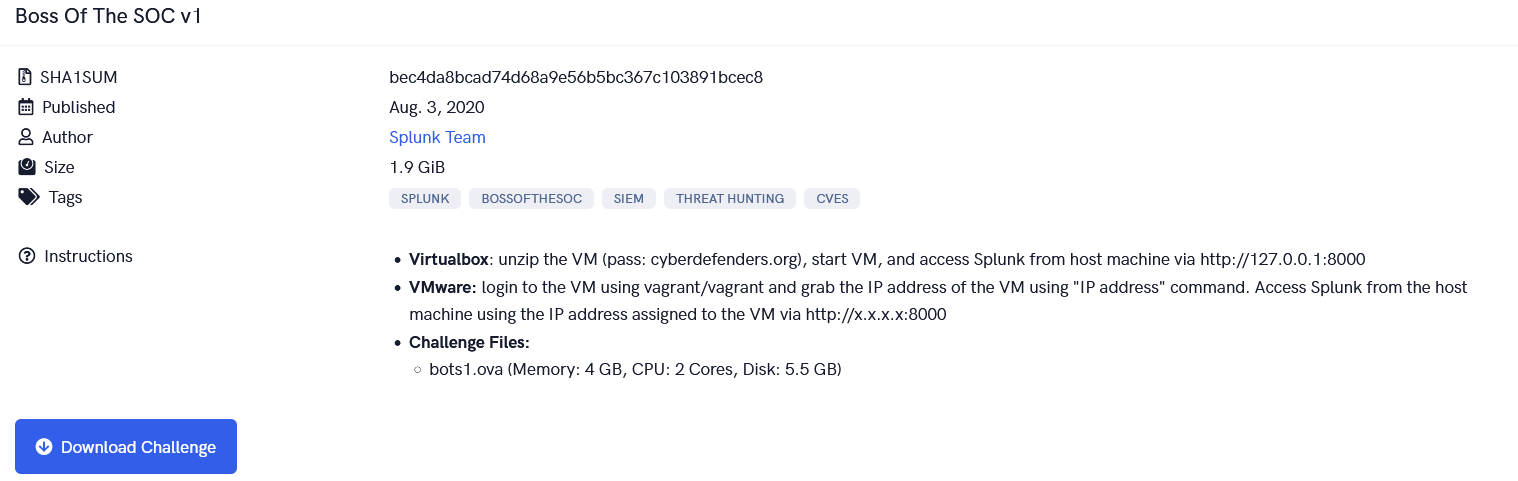 Boss Of The SOC v1
SHA1SUM bec4da8bcad74d68a9e56b5bc367c103891bcec8
Published Aug. 3, 2020
Author Splunk Team
Size 1.9 GiB
Tags SPLUNK BOSSOFTHESOC SIEM THREAT HUNTING CVES
Instructions
• Virtualbox: unzip the VM (pass: cyberdefenders.org), start VM, and access Splunk from host machine via http://127.0.0.1:8000
• VMware: login to the VM using vagrant/vagrant and grab the IP address of the VM using "IP address" command. Access Splunk from the host
machine using the IP address assigned to the VM via http://x.x.x.x:8000
• Challenge Files:
○ bots1.ova (Memory: 4 GB, CPU: 2 Cores, Disk: 5.5 GB)
Download Challenge